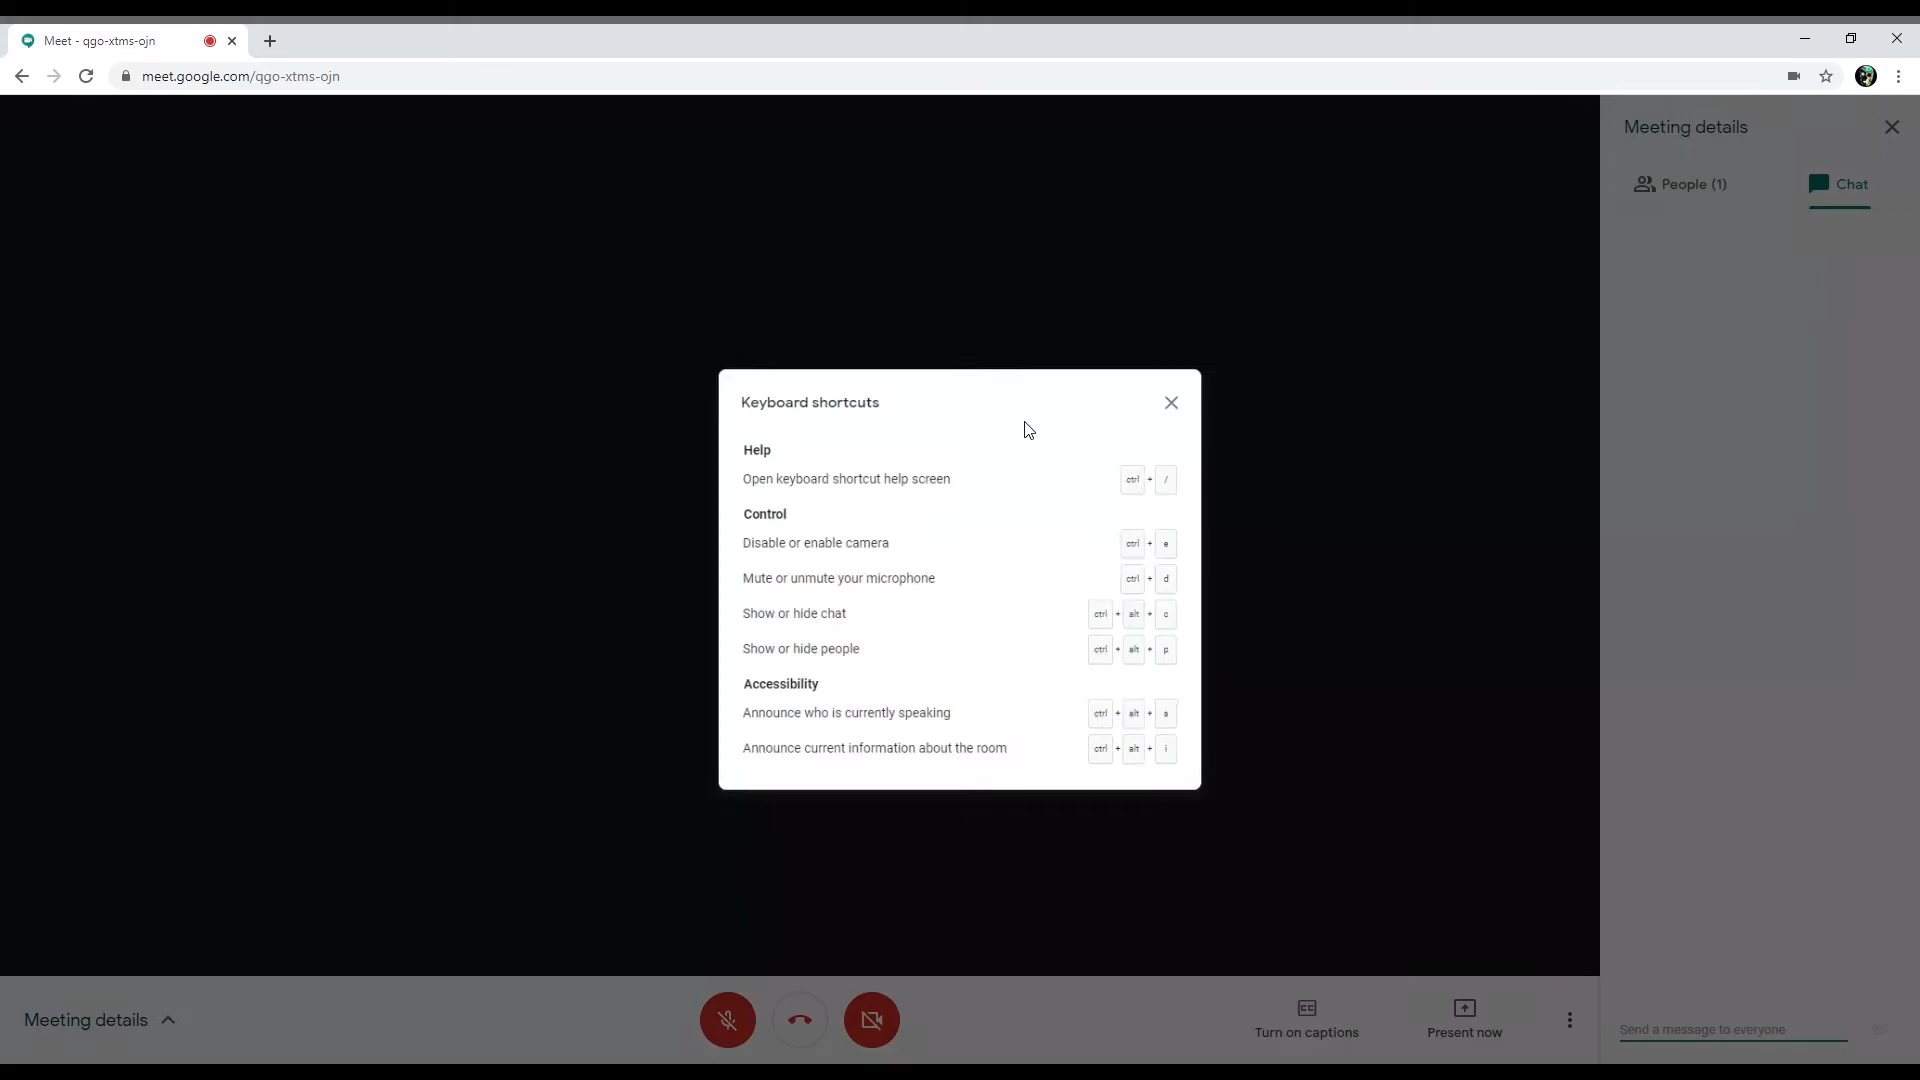 Meet - qgo-xtms-ojn
meet.google.com/qgo-xtms-ojn
Meeting details
People (1)
Chat
Keyboard shortcuts
Help
Open keyboard shortcut help screen ctrl + /
Control
Disable or enable camera ctrl + e
Mute or unmute your microphone ctrl + d
Show or hide chat ctrl + alt + c
Show or hide people ctrl + alt + p
Accessibility
Announce who is currently speaking ctrl + alt + s
Announce current information about the room ctrl + alt + i
Meeting details
CC
Turn on captions
Present now
Send a message to everyone